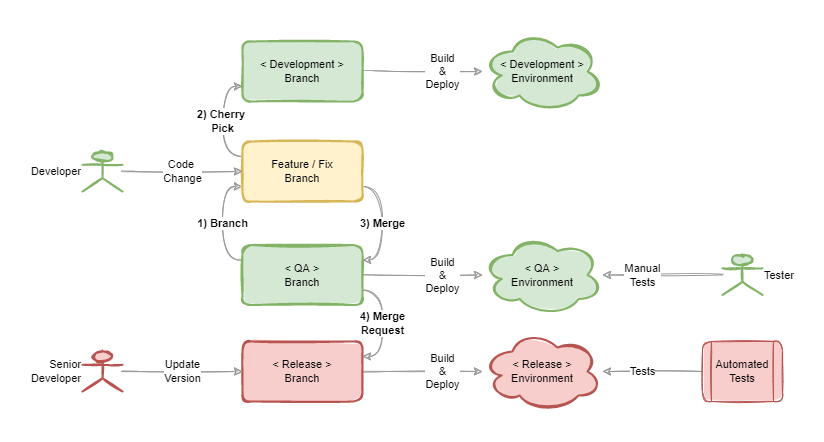 < Development >
Branch
Build
&
Deploy
< Development >
Environment
2) Cherry
Pick
Developer
Code
Change
Feature / Fix
Branch
1) Branch
3) Merge
< QA >
Branch
Build
&
Deploy
< QA >
Environment
Manual
Tests
Tester
4) Merge
Request
Senior
Developer
Update
Version
< Release >
Branch
Build
&
Deploy
< Release >
Environment
Tests
Automated
Tests